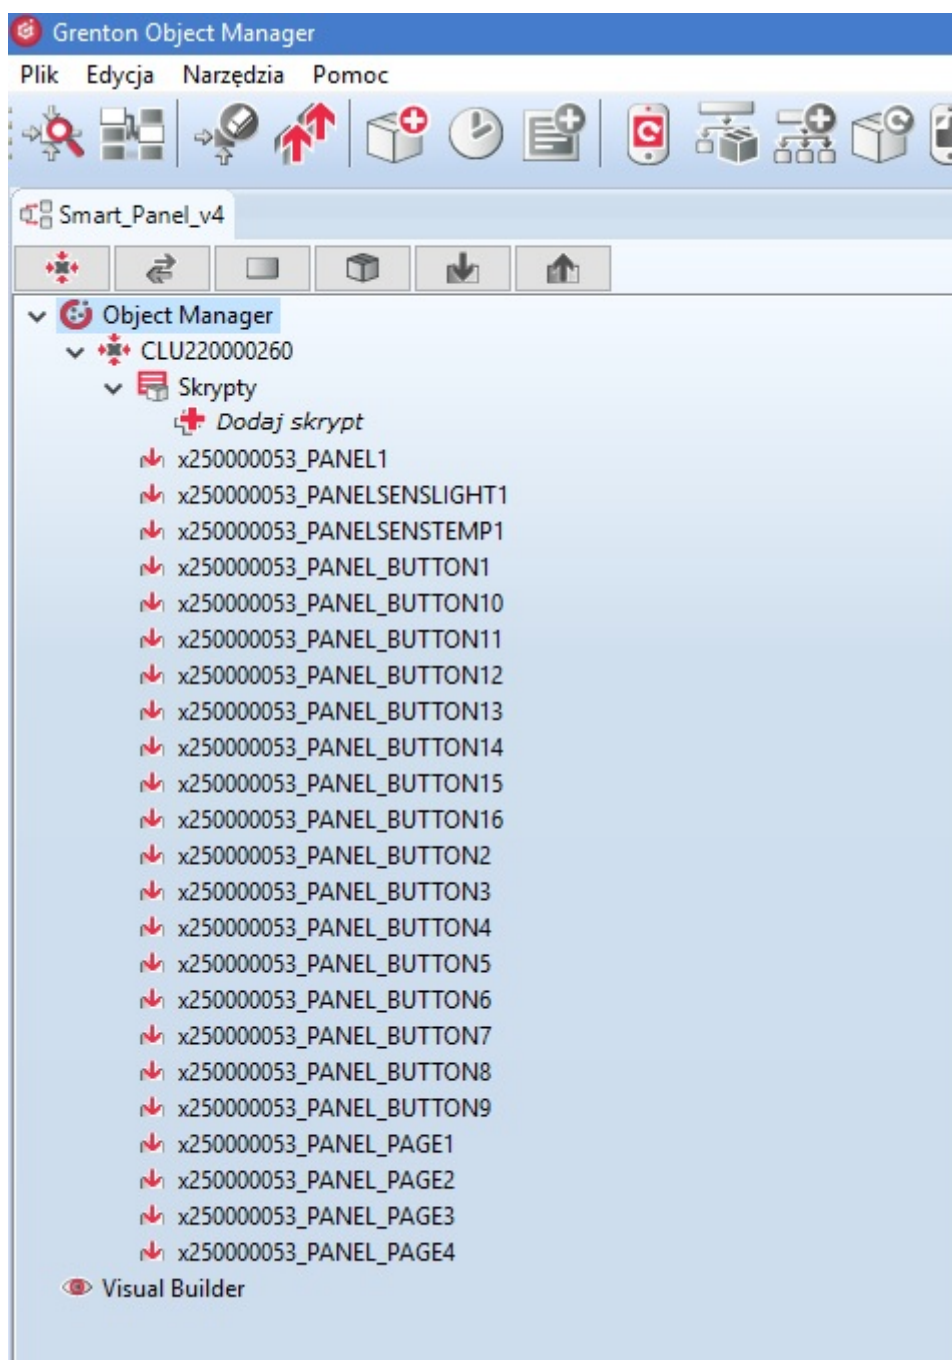 Grenton Object Manager
Plik Edycja Narzędzia Pomoc
Smart_Panel_v4
Object Manager
CLU220000260
Skrypty
Dodaj skrypt
x250000053_PANEL1
x250000053_PANELSENSLIGHT1
x250000053_PANELSENSTEMP1
x250000053_PANEL_BUTTON1
x250000053_PANEL_BUTTON10
x250000053_PANEL_BUTTON11
x250000053_PANEL_BUTTON12
x250000053_PANEL_BUTTON13
x250000053_PANEL_BUTTON14
x250000053_PANEL_BUTTON15
x250000053_PANEL_BUTTON16
x250000053_PANEL_BUTTON2
x250000053_PANEL_BUTTON3
x250000053_PANEL_BUTTON4
x250000053_PANEL_BUTTON5
x250000053_PANEL_BUTTON6
x250000053_PANEL_BUTTON7
x250000053_PANEL_BUTTON8
x250000053_PANEL_BUTTON9
x250000053_PANEL_PAGE1
x250000053_PANEL_PAGE2
x250000053_PANEL_PAGE3
x250000053_PANEL_PAGE4
Visual Builder